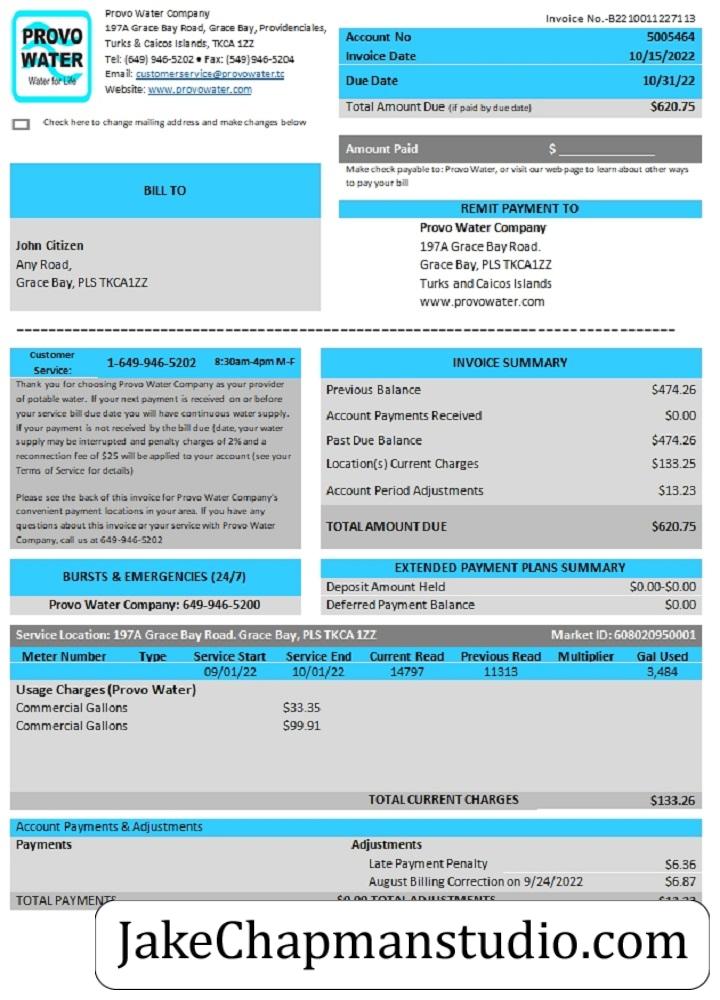 PROVO
WATER
Water for Life
Provo Water Company
197A Grace Bay Road, Grace Bay, Providenciales,
Turks & Caicos Islands, TKCA 1ZZ
Tel: (649) 946-5202 • Fax: (549)946-5204
Email: customerservice@provowater.tc
Website: www.provowater.com
Check here to change mailing address and make changes below
Invoice No.-B2210011227113
Account No 5005464
Invoice Date 10/15/2022
Due Date 10/31/22
Total Amount Due (if paid by due date) $620.75
Amount Paid $ ____________
Make check payable to: Provo Water, or visit our web page to learn about other ways
to pay your bill
BILL TO
John Citizen
Any Road,
Grace Bay, PLS TKCA1ZZ
REMIT PAYMENT TO
Provo Water Company
197A Grace Bay Road.
Grace Bay, PLS TKCA1ZZ
Turks and Caicos Islands
www.provowater.com
Customer
Service: 1-649-946-5202 8:30am-4pm M-F
Thank you for choosing Provo Water Company as your provider
of potable water. If your next payment is received on or before
your service bill due date you will have continuous water supply.
If your payment is not received by the bill due (date, your water
supply may be interrupted and penalty charges of 2% and a
reconnection fee of $25 will be applied to your account (see your
Terms of Service for details)
Please see the back of this invoice for Provo Water Company's
convenient payment locations in your area. If you have any
questions about this invoice or your service with Provo Water
Company, call us at 649-946-5202
INVOICE SUMMARY
Previous Balance $474.26
Account Payments Received $0.00
Past Due Balance $474.26
Location(s) Current Charges $133.25
Account Period Adjustments $13.23
TOTAL AMOUNT DUE $620.75
BURSTS & EMERGENCIES (24/7)
Provo Water Company: 649-946-5200
EXTENDED PAYMENT PLANS SUMMARY
Deposit Amount Held $0.00-$0.00
Deferred Payment Balance $0.00
Service Location: 197A Grace Bay Road. Grace Bay, PLS TKCA 1ZZ Market ID: 608020950001
Meter Number Type Service Start Service End Current Read Previous Read Multiplier Gal Used
09/01/22 10/01/22 14797 11313 3,484
Usage Charges (Provo Water)
Commercial Gallons $33.35
Commercial Gallons $99.91
TOTAL CURRENT CHARGES $133.26
Account Payments & Adjustments
Payments Adjustments
Late Payment Penalty $6.36
August Billing Correction on 9/24/2022 $6.87
TOTAL PAYMENTS $0.00 TOTAL ADJUSTMENTS $13.23
JakeChapmanstudio.com